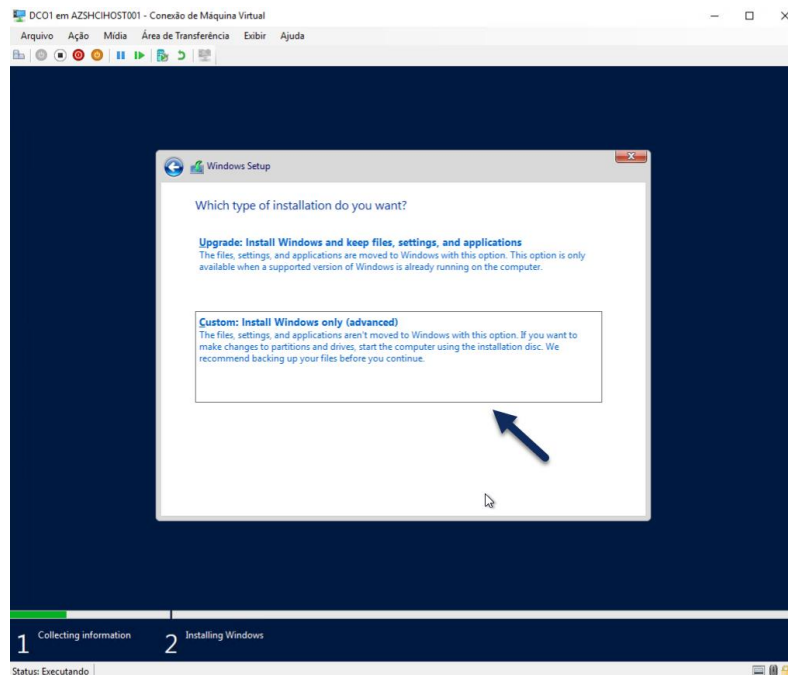 DCO1 em AZSHCIHOST001 - Conexão de Máquina Virtual
Arquivo Ação Mídia Área de Transferência Exibir Ajuda
Windows Setup
Which type of installation do you want?
Upgrade: Install Windows and keep files, settings, and applications
The files, settings, and applications are moved to Windows with this option. This option is only
available when a supported version of Windows is already running on the computer.
Custom: Install Windows only (advanced)
The files, settings, and applications aren't moved to Windows with this option. If you want to
make changes to partitions and drives, start the computer using the installation disc. We
recommend backing up your files before you continue.
1 Collecting information 2 Installing Windows
Status: Executando